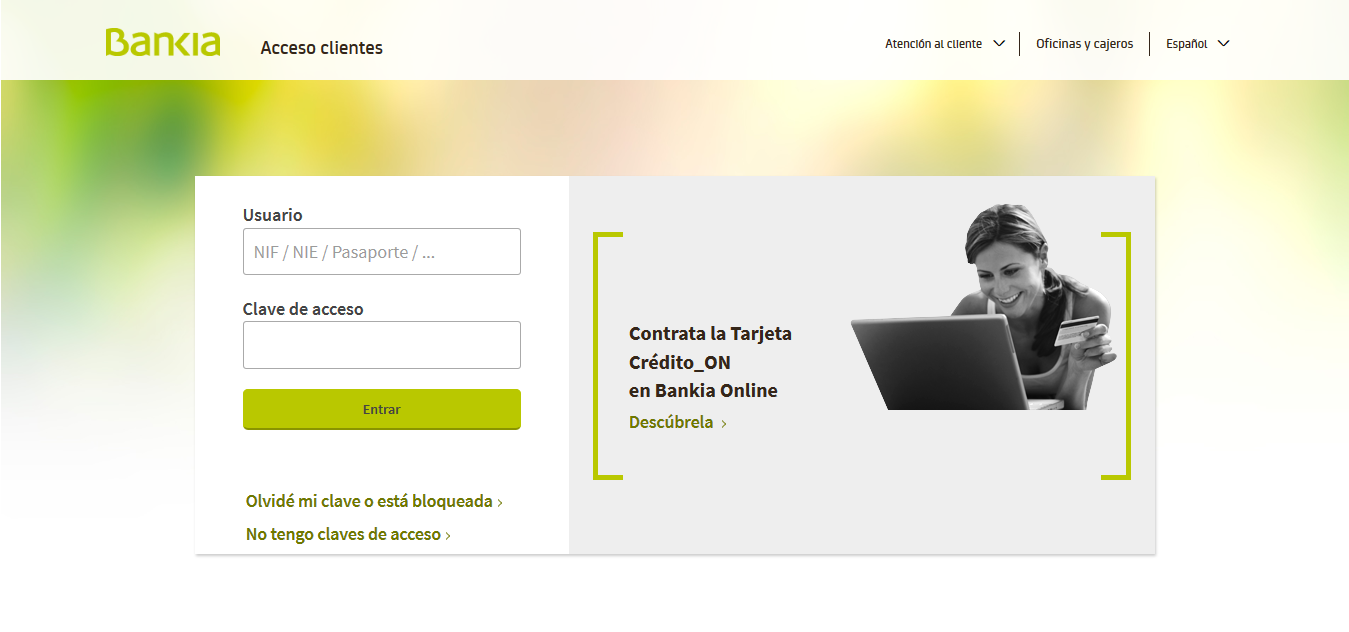 Bankia
Acceso clientes
Atención al cliente
Oficinas y cajeros
Español
Usuario
NIF / NIE / Pasaporte / ...
Clave de acceso
Entrar
Olvidé mi clave o está bloqueada ›
No tengo claves de acceso ›
Contrata la Tarjeta
Crédito_ON
en Bankia Online
Descúbrela ›